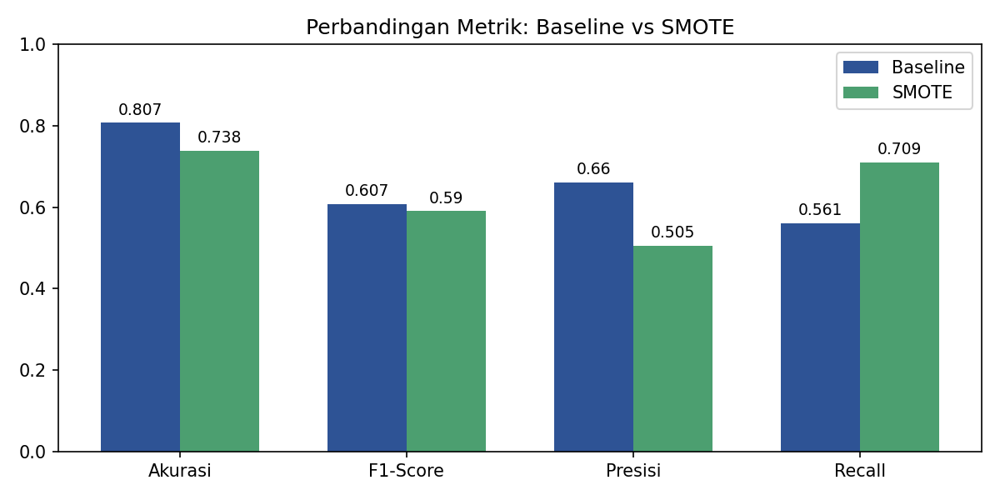 Perbandingan Metrik: Baseline vs SMOTE
1.0
0.8
0.6
0.4
0.2
0.0
Baseline
SMOTE
0.807
0.738
0.607
0.59
0.66
0.505
0.561
0.709
Akurasi
F1-Score
Presisi
Recall